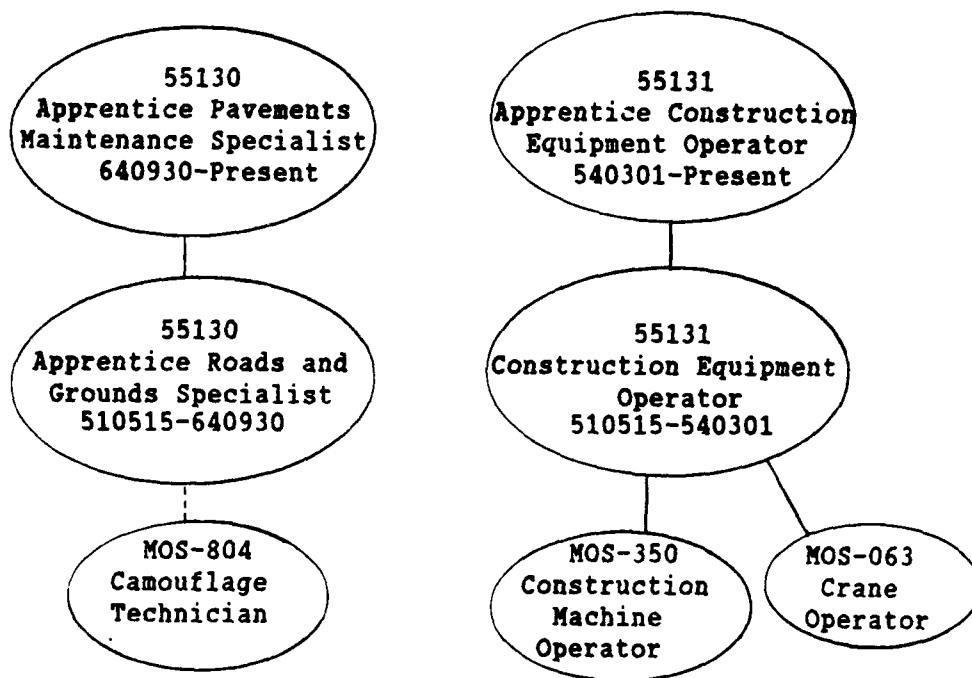 55130
Apprentice Pavements
Maintenance Specialist
640930-Present
55131
Apprentice Construction
Equipment Operator
540301-Present
55130
Apprentice Roads and
Grounds Specialist
510515-640930
55131
Construction Equipment
Operator
510515-540301
MOS-804
Camouflage
Technician
MOS-350
Construction
Machine
Operator
MOS-063
Crane
Operator